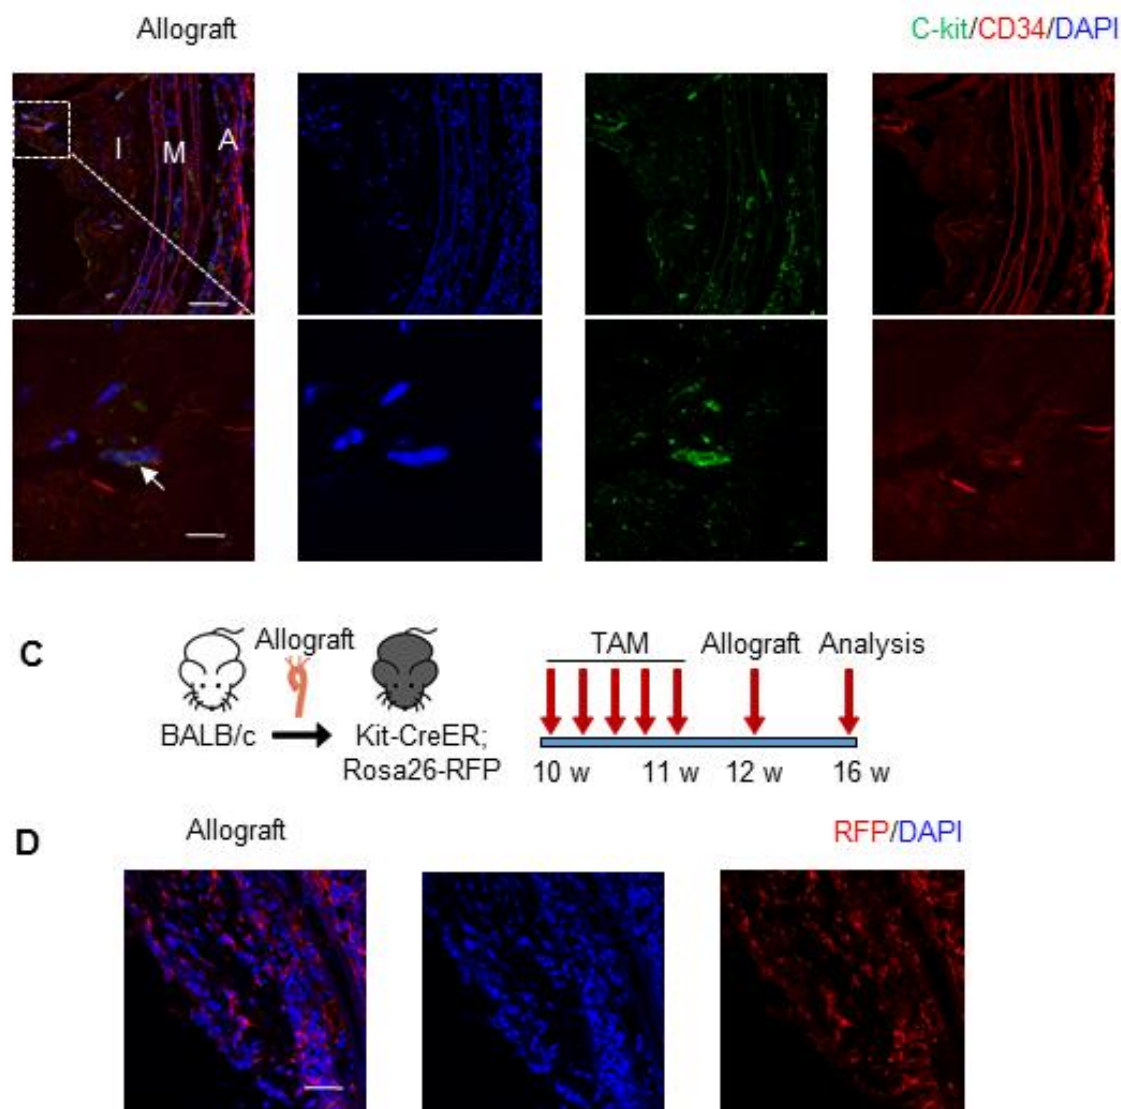 Allograft
C-kit/CD34/DAPI
I
M
A
C
Allograft
BALB/c
Kit-CreER;
Rosa26-RFP
TAM
Allograft
Analysis
10 w
11 w
12 w
16 w
D
Allograft
RFP/DAPI